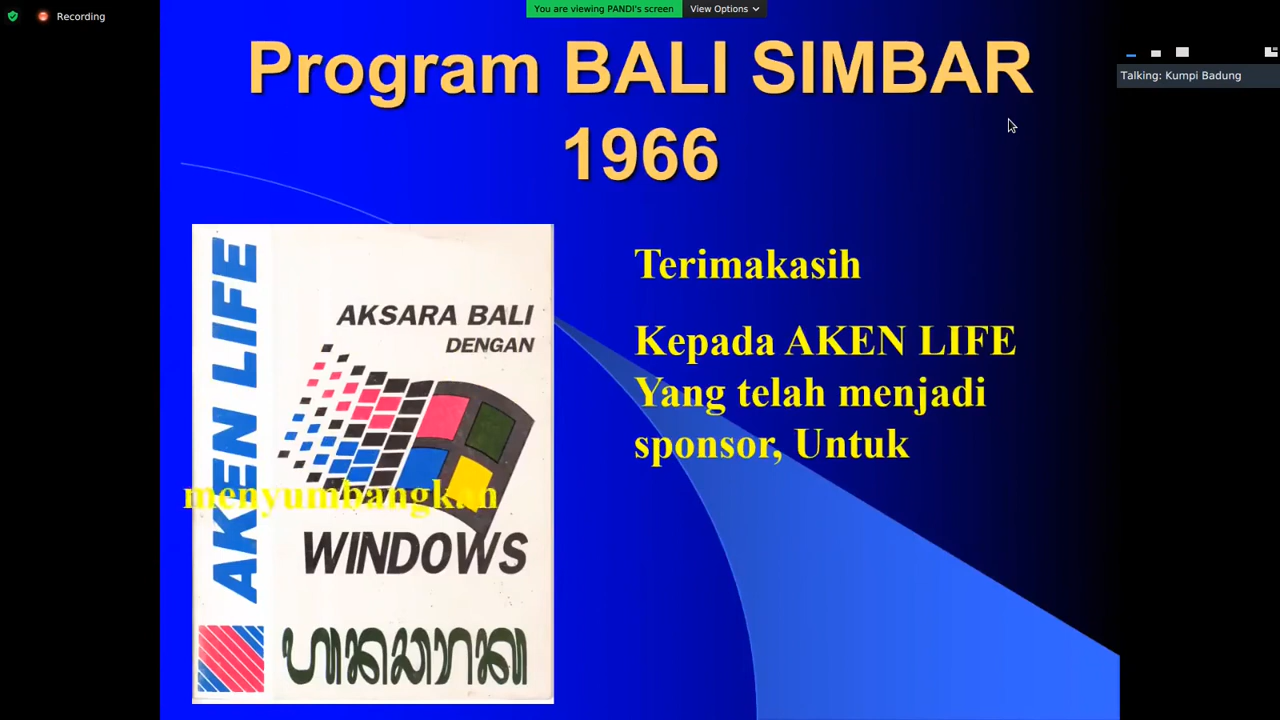 Recording
You are viewing PANDI's screen
View Options
Talking: Kumpi Badung
Program BALI SIMBAR
1966
AKEN LIFE
AKSARA BALI
DENGAN
WINDOWS
Terimakasih
Kepada AKEN LIFE
Yang telah menjadi
sponsor, Untuk
menyumbangkan